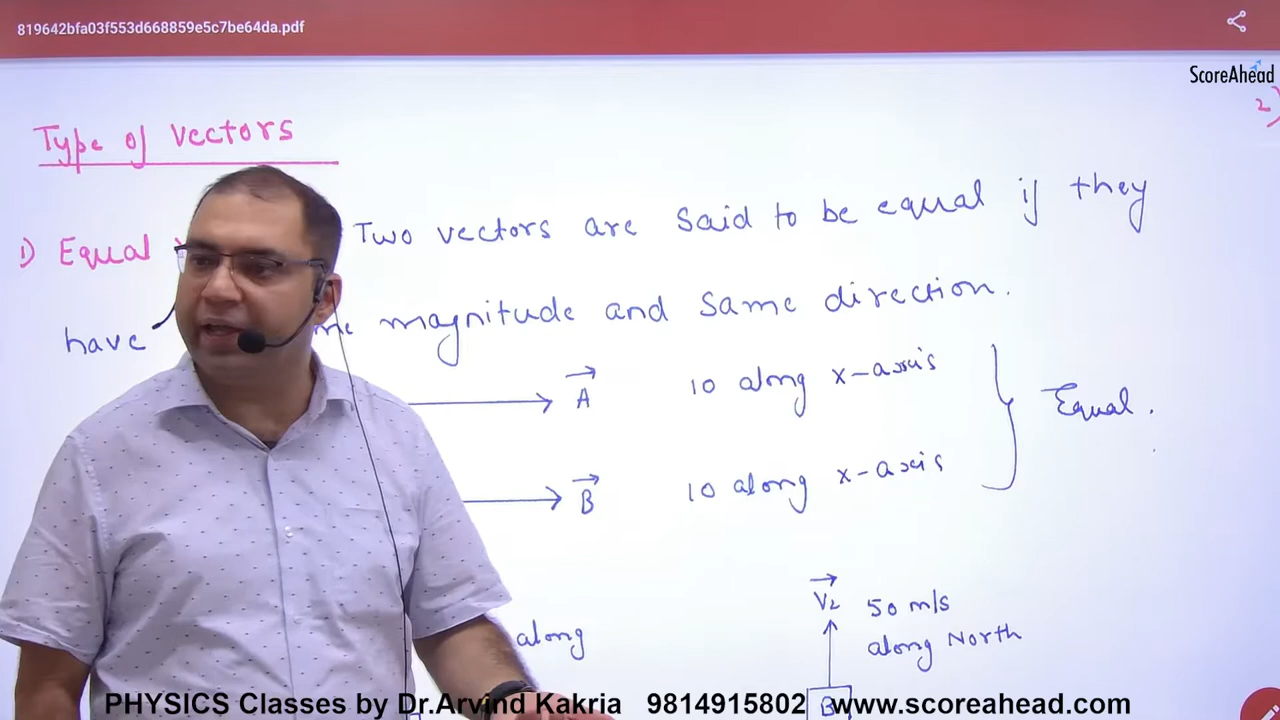 819642bfa03f553d668859e5c7be64da.pdf
ScoreAhead
2)
Type of Vectors
1) Equal Two vectors are said to be equal if they
have magnitude and same direction.
A 10 along x-axis
Equal.
B 10 along x-axis
V2 50 m/s
along along North
B
PHYSICS Classes by Dr.Arvind Kakria 9814915802 www.scoreahead.com